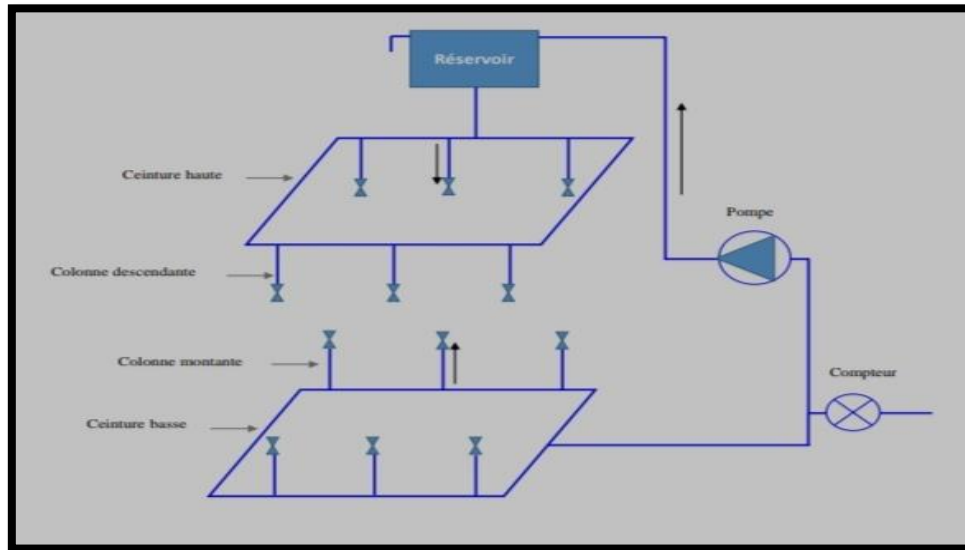 Réservoir
Ceinture haute
Pompe
Colonne descendante
Colonne montante
Compteur
Ceinture basse